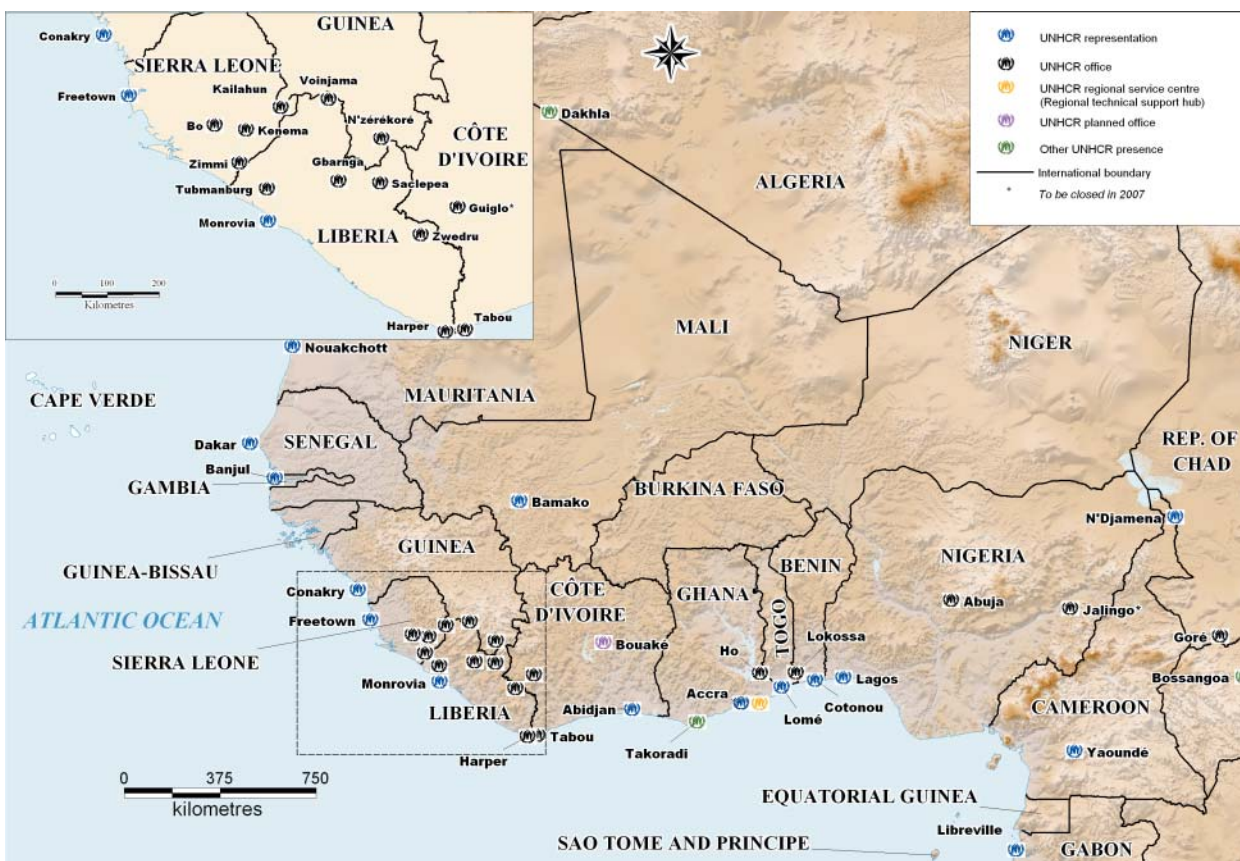 GUINEA
Conakry
SIERRA LEONE
Voinjama
Kailahun
Freetown
N'zérékoré
Bo
Kenema
CÔTE
D'IVOIRE
Gbarnga
Zimmi
Saclepea
Tubmanburg
Guiglo*
Monrovia
LIBERIA
Zwedru
0 100 200
Kilometres
Harper
Tabou
UNHCR representation
UNHCR office
UNHCR regional service centre
(Regional technical support hub)
UNHCR planned office
Other UNHCR presence
International boundary
* To be closed in 2007
Dakhla
ALGERIA
MALI
NIGER
Nouakchott
MAURITANIA
CAPE VERDE
SENEGAL
Dakar
REP. OF
CHAD
Banjul
GAMBIA
BURKINA FASO
Bamako
N'Djamena
GUINEA
NIGERIA
BENIN
GUINEA-BISSAU
CÔTE
D'IVOIRE
GHANA
TOGO
Conakry
Abuja
Jalingo*
ATLANTIC OCEAN
Freetown
Goré
Bouaké
Lokossa
Ho
SIERRA LEONE
Bossangoa
Monrovia
Lagos
Accra
Abidjan
LIBERIA
Cotonou
CAMEROON
Lomé
Takoradi
Tabou
Harper
Yaoundé
0 375 750
kilometres
EQUATORIAL GUINEA
Libreville
SAO TOME AND PRINCIPE
GABON